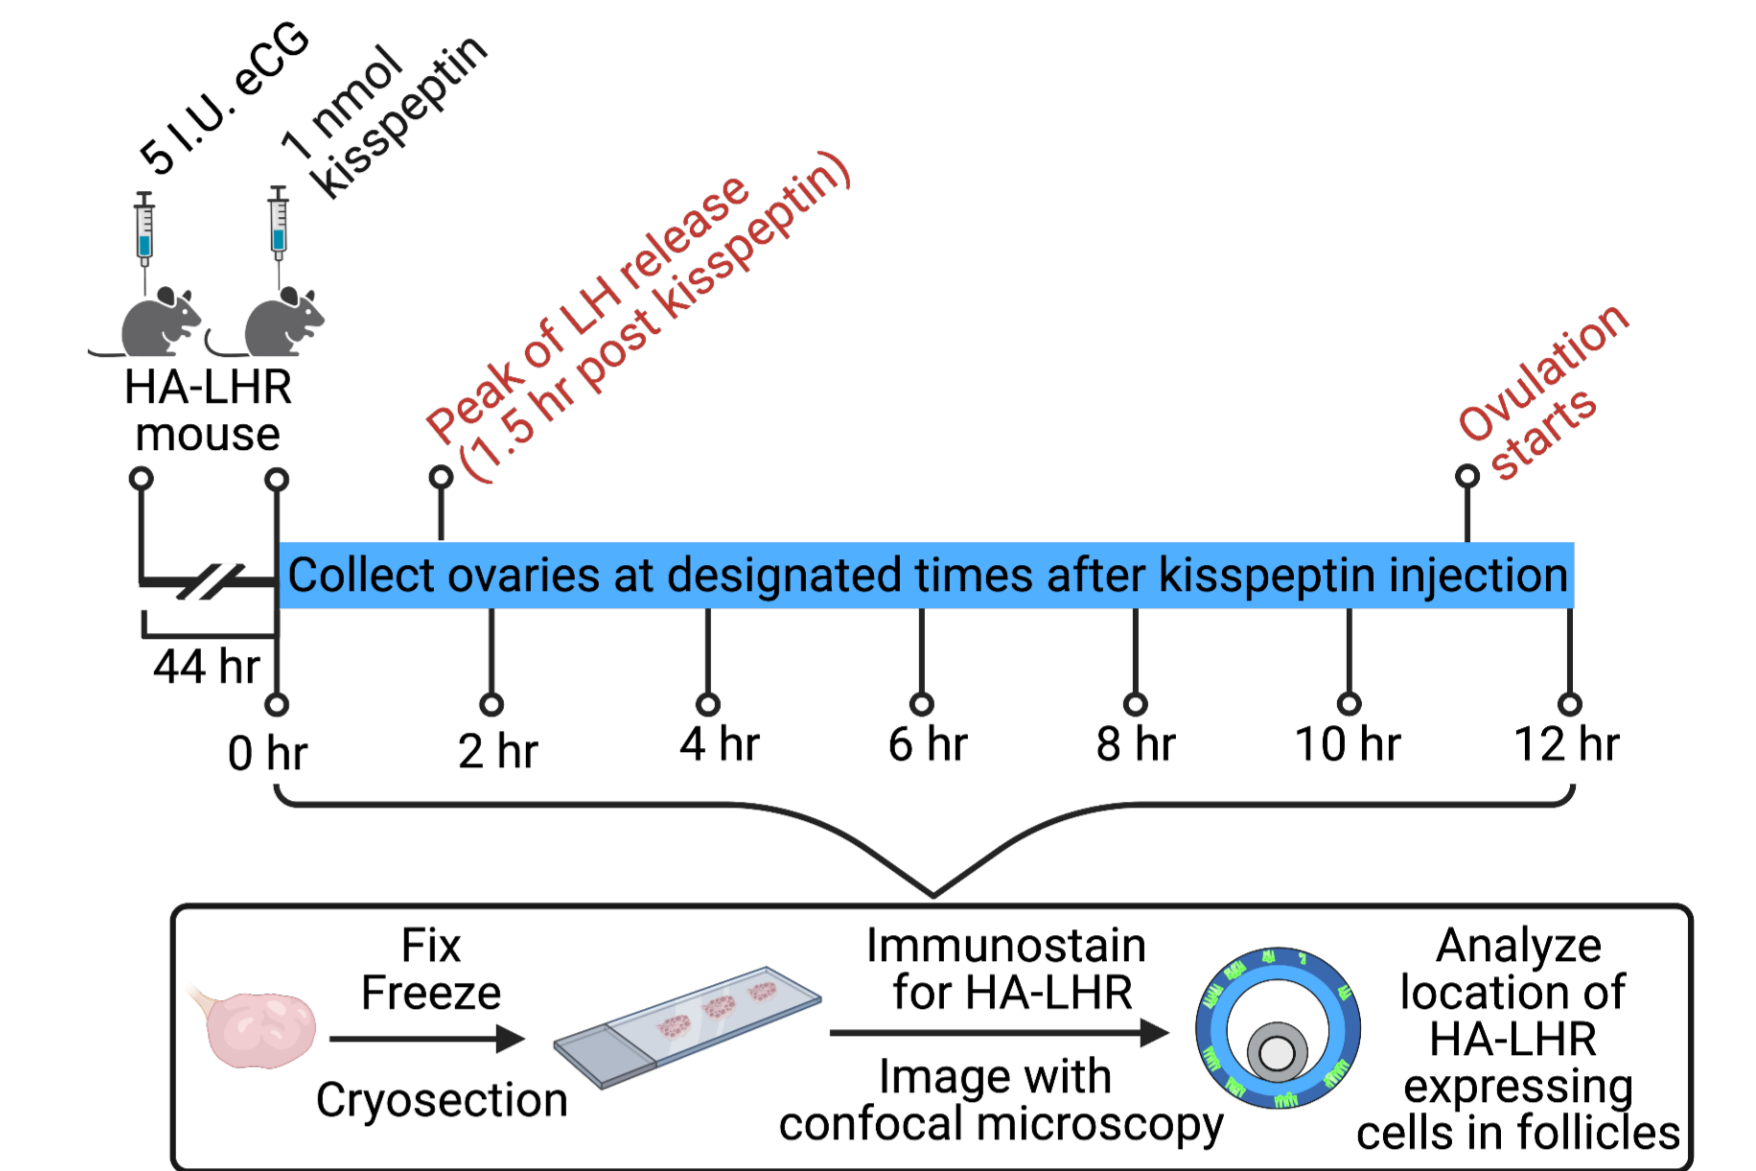 5 I.U. eCG
1 nmol
kisspeptin
HA-LHR
mouse
Peak of LH release
(1.5 hr post kisspeptin)
Ovulation
starts
Collect ovaries at designated times after kisspeptin injection
44 hr
0 hr
2 hr
4 hr
6 hr
8 hr
10 hr
12 hr
Fix
Freeze
Cryosection
Immunostain
for HA-LHR
Image with
confocal microscopy
Analyze
location of
HA-LHR
expressing
cells in follicles